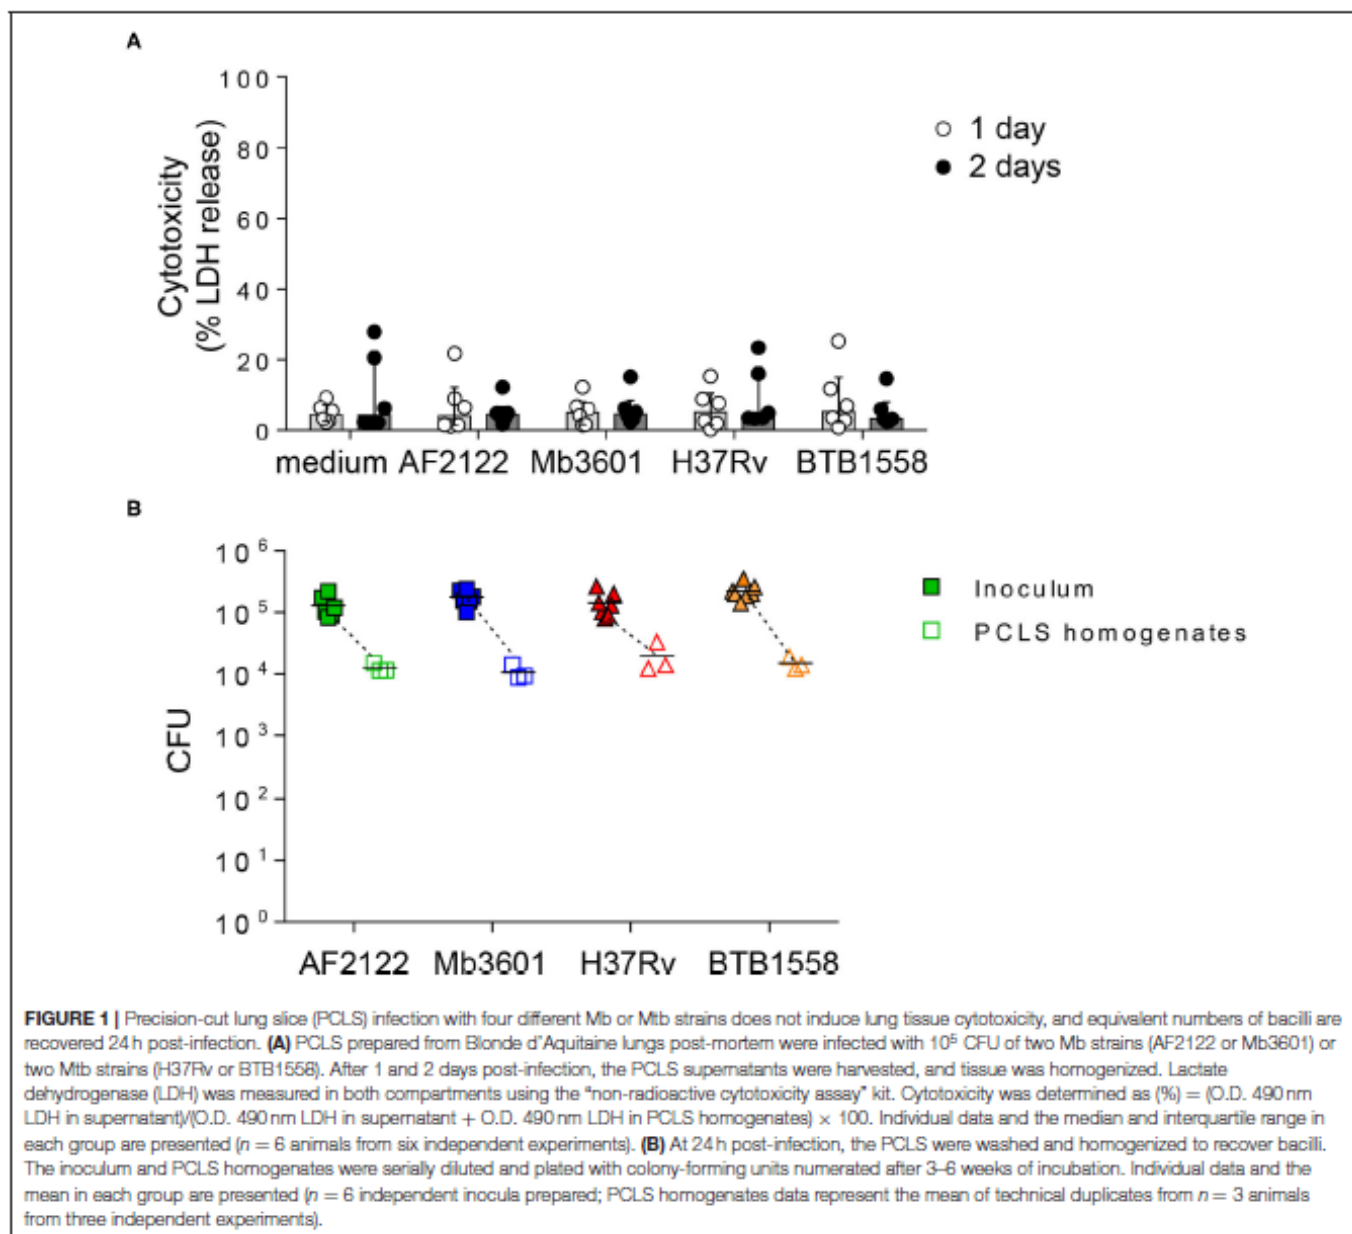 A
100
80
60
40
20
0
Cytotoxicity
(% LDH release)
1 day
2 days
medium AF2122 Mb3601 H37Rv BTB1558
B
10 6
10 5
10 4
10 3
10 2
10 1
10 0
CFU
Inoculum
PCLS homogenates
AF2122 Mb3601 H37Rv BTB1558
FIGURE 1 | Precision-cut lung slice (PCLS) infection with four different Mb or Mtb strains does not induce lung tissue cytotoxicity, and equivalent numbers of bacilli are
recovered 24 h post-infection. (A) PCLS prepared from Blonde d'Aquitaine lungs post-mortem were infected with 10⁵ CFU of two Mb strains (AF2122 or Mb3601) or
two Mtb strains (H37Rv or BTB1558). After 1 and 2 days post-infection, the PCLS supernatants were harvested, and tissue was homogenized. Lactate
dehydrogenase (LDH) was measured in both compartments using the “non-radioactive cytotoxicity assay” kit. Cytotoxicity was determined as (%) = (O.D. 490 nm
LDH in supernatant)/(O.D. 490 nm LDH in supernatant + O.D. 490 nm LDH in PCLS homogenates) × 100. Individual data and the median and interquartile range in
each group are presented (n = 6 animals from six independent experiments). (B) At 24 h post-infection, the PCLS were washed and homogenized to recover bacilli.
The inoculum and PCLS homogenates were serially diluted and plated with colony-forming units numerated after 3–6 weeks of incubation. Individual data and the
mean in each group are presented (n = 6 independent inocula prepared; PCLS homogenates data represent the mean of technical duplicates from n = 3 animals
from three independent experiments).